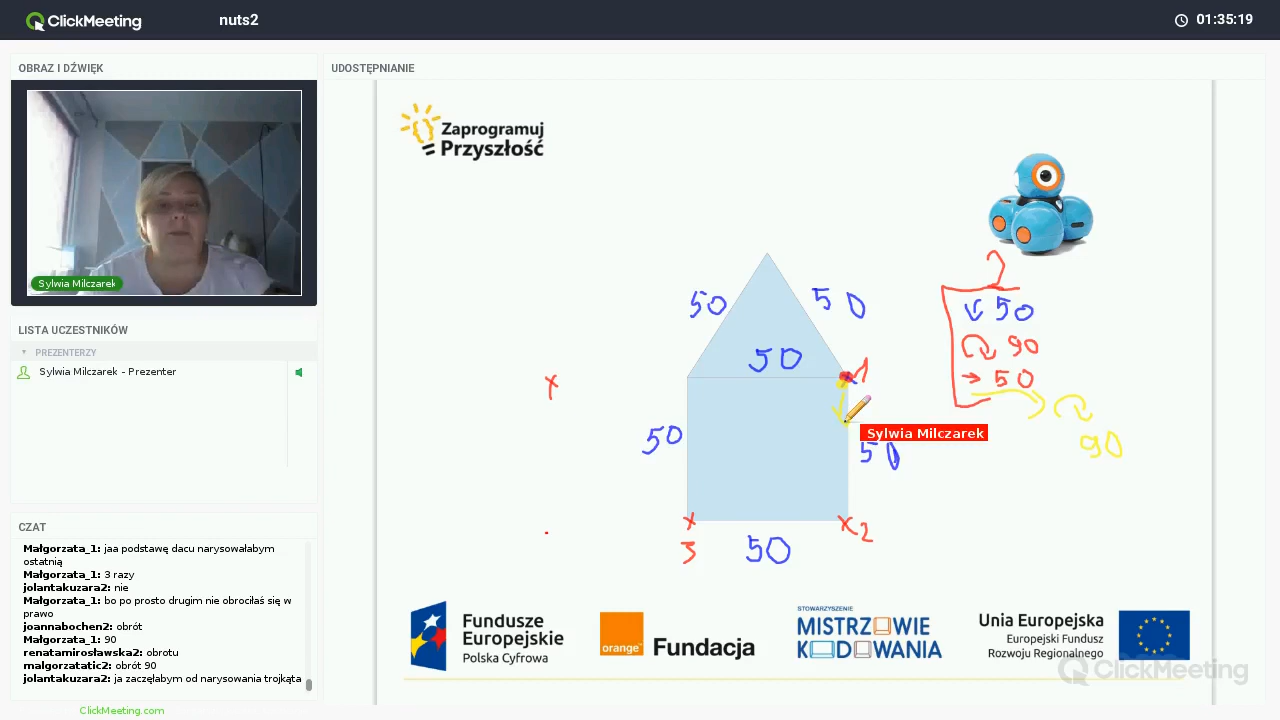 ClickMeeting
nuts2
01:35:19
OBRAZ I DŹWIĘK
UDOSTĘPNIANIE
Sylwia Milczarek
LISTA UCZESTNIKÓW
PREZENTERZY
Sylwia Milczarek - Prezenter
CZAT
Małgorzata_1: jaa podstawę dacu narysowałabym
ostatnią
Małgorzata_1: 3 razy
jolantakuzara2: nie
Małgorzata_1: bo po prosto drugim nie obrociłaś się w
prawo
joannabochen2: obrót
Małgorzata_1: 90
renatamirosławska2: obrotu
malgorzatatic2: obrót 90
jolantakuzara2: ja zaczęłabym od narysowania trojkąta
ClickMeeting.com
Zaprogramuj
Przyszłość
50
50
50
50
50
50
1
x
x
3
x2
50
90
50
90
Sylwia Milczarek
Fundusze
Europejskie
Polska Cyfrowa
orange
Fundacja
STOWARZYSZENIE
MISTRZOWIE
KODOWANIA
Unia Europejska
Europejski Fundusz
Rozwoju Regionalnego
ClickMeeting